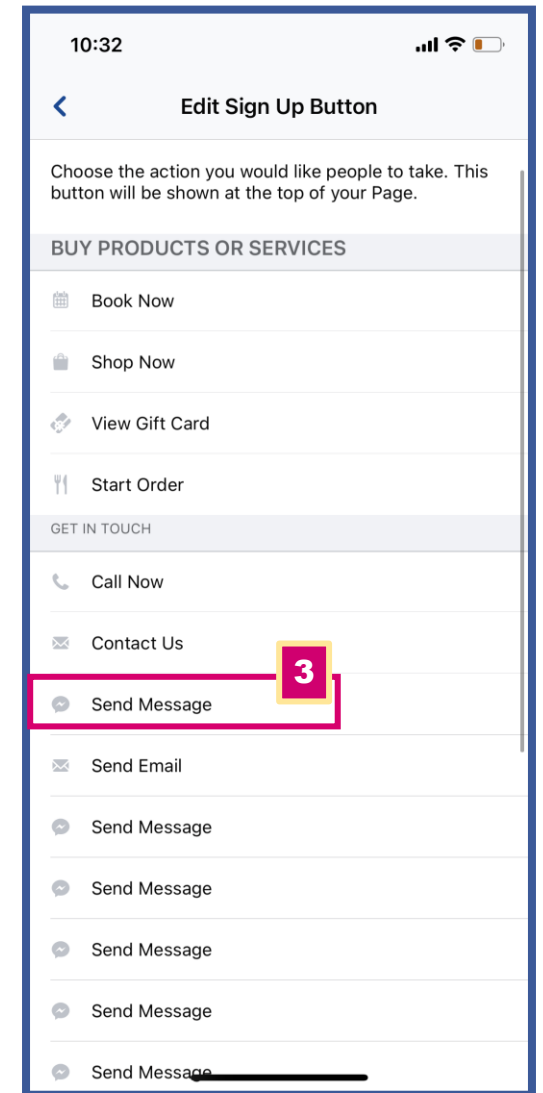 10:32
Edit Sign Up Button
Choose the action you would like people to take. This
button will be shown at the top of your Page.
BUY PRODUCTS OR SERVICES
Book Now
Shop Now
View Gift Card
Start Order
GET IN TOUCH
Call Now
Contact Us
3
Send Message
Send Email
Send Message
Send Message
Send Message
Send Message
Send Message